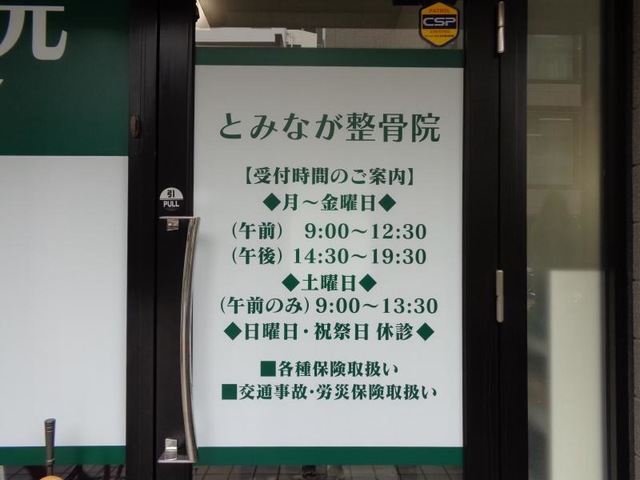 元
PATROL
CSP
とみなが整骨院
【受付時間のご案内】
◆月～金曜日◆
（午前） 9:00～12:30
（午後） 14:30～19:30
◆土曜日◆
（午前のみ）9:00～13:30
◆日曜日・祝祭日 休診◆
■各種保険取扱い
■交通事故・労災保険取扱い
引
PULL